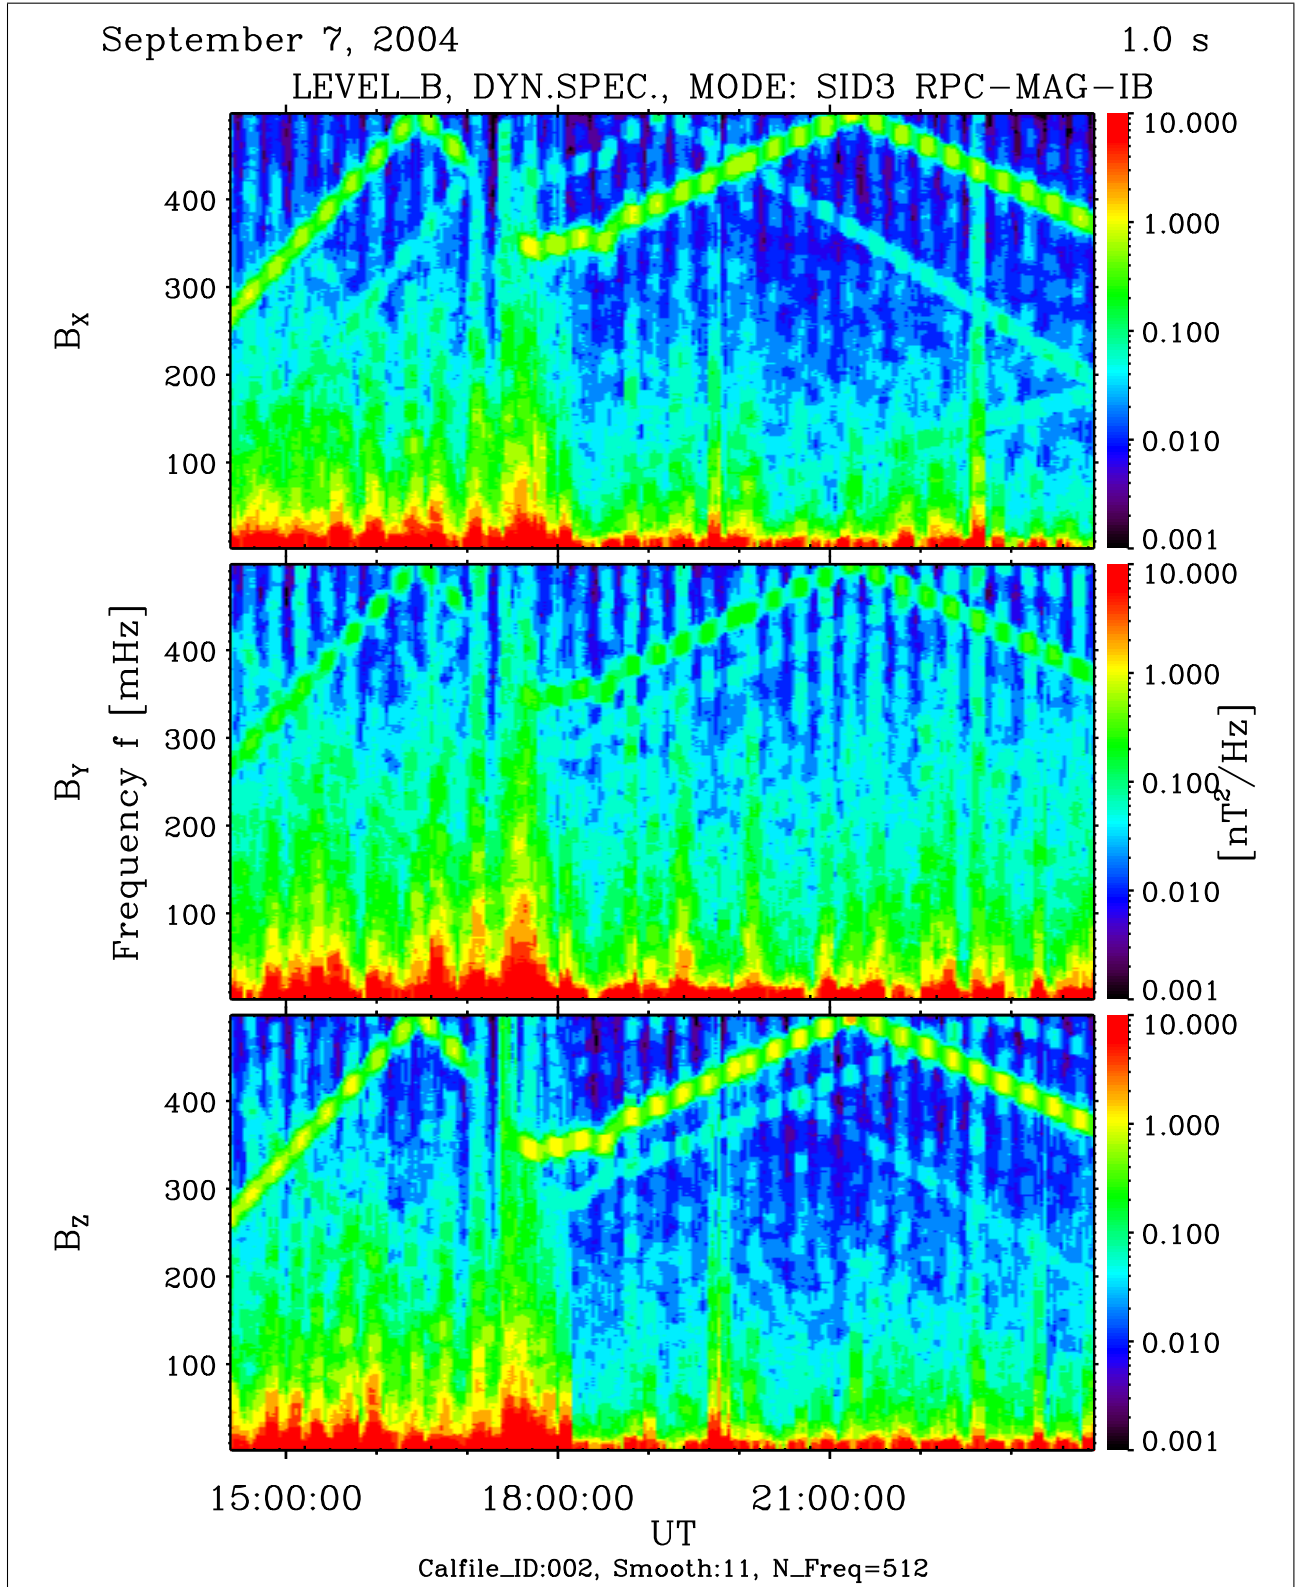 September 7, 2004 1.0 s
LEVEL_B, DYN.SPEC., MODE: SID3 RPC-MAG-IB
B_X
400
300
200
100
10.000
1.000
0.100
0.010
0.001
B_Y
Frequency f [mHz]
400
300
200
100
10.000
1.000
0.100
0.010
0.001
[nT²/Hz]
B_Z
400
300
200
100
10.000
1.000
0.100
0.010
0.001
15:00:00 18:00:00 21:00:00
UT
Calfile_ID:002, Smooth:11, N_Freq=512